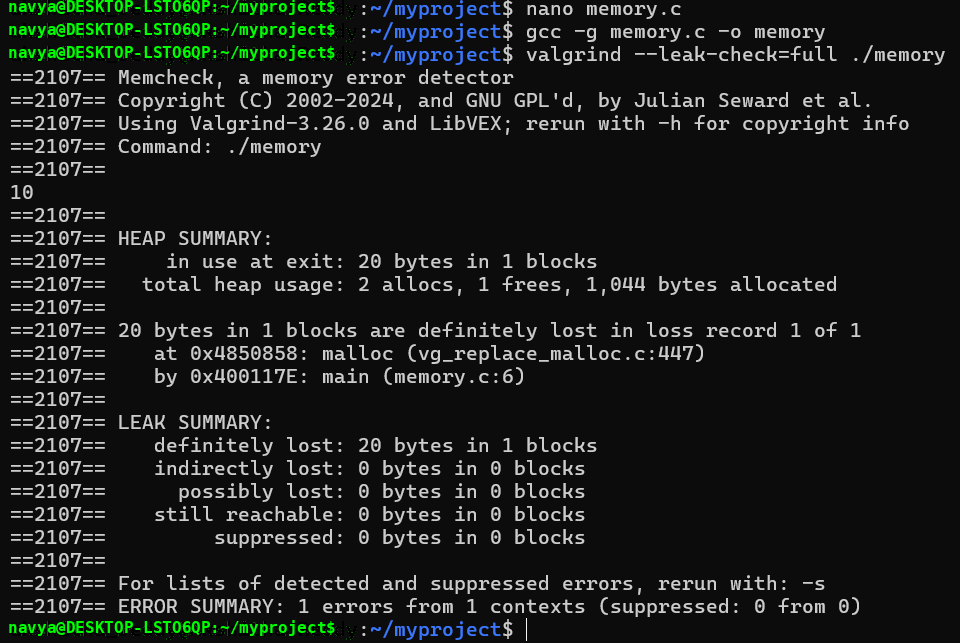 navya@DESKTOP-LSTO6QP:~/myproject$ :~/myproject$ nano memory.c
navya@DESKTOP-LSTO6QP:~/myproject$ :~/myproject$ gcc -g memory.c -o memory
navya@DESKTOP-LSTO6QP:~/myproject$ :~/myproject$ valgrind --leak-check=full ./memory
==2107== Memcheck, a memory error detector
==2107== Copyright (C) 2002-2024, and GNU GPL'd, by Julian Seward et al.
==2107== Using Valgrind-3.26.0 and LibVEX; rerun with -h for copyright info
==2107== Command: ./memory
==2107==
10
==2107==
==2107== HEAP SUMMARY:
==2107==     in use at exit: 20 bytes in 1 blocks
==2107==   total heap usage: 2 allocs, 1 frees, 1,044 bytes allocated
==2107==
==2107== 20 bytes in 1 blocks are definitely lost in loss record 1 of 1
==2107==    at 0x4850858: malloc (vg_replace_malloc.c:447)
==2107==    by 0x400117E: main (memory.c:6)
==2107==
==2107== LEAK SUMMARY:
==2107==    definitely lost: 20 bytes in 1 blocks
==2107==    indirectly lost: 0 bytes in 0 blocks
==2107==      possibly lost: 0 bytes in 0 blocks
==2107==    still reachable: 0 bytes in 0 blocks
==2107==         suppressed: 0 bytes in 0 blocks
==2107==
==2107== For lists of detected and suppressed errors, rerun with: -s
==2107== ERROR SUMMARY: 1 errors from 1 contexts (suppressed: 0 from 0)
navya@DESKTOP-LSTO6QP:~/myproject$ :~/myproject$